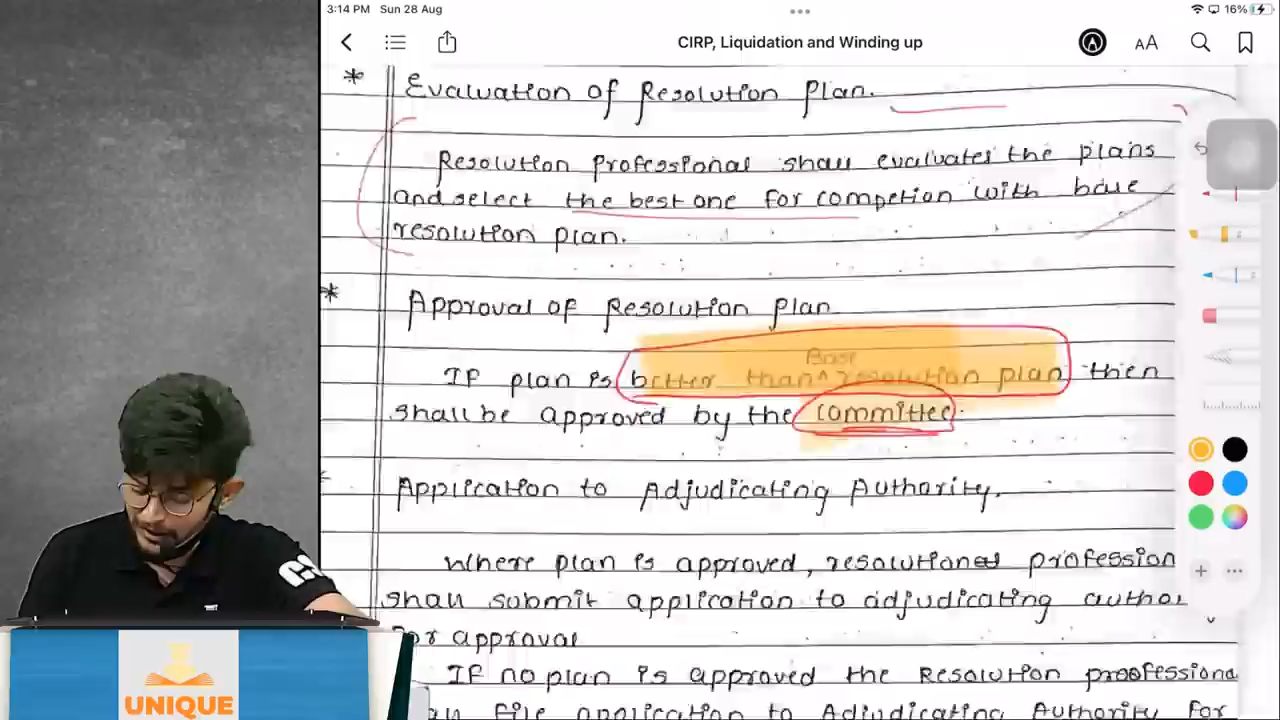 3:14 PM Sun 28 Aug
16%
CIRP, Liquidation and Winding up
AA
* Evaluation of Resolution Plan.
Resolution professional shall evaluates the plans
and select the best one for competion with base
resolution plan.
* Approval of Resolution Plan
If plan is better than ^ Base resolution plan then
shall be approved by the committee.
Application to Adjudicating Authority.
Where plan is approved, resolution profession
shall submit application to adjudicating author
For approval
If no plan is approved the Resolution proofessiona
file application to Adjudicating Authority for
UNIQUE